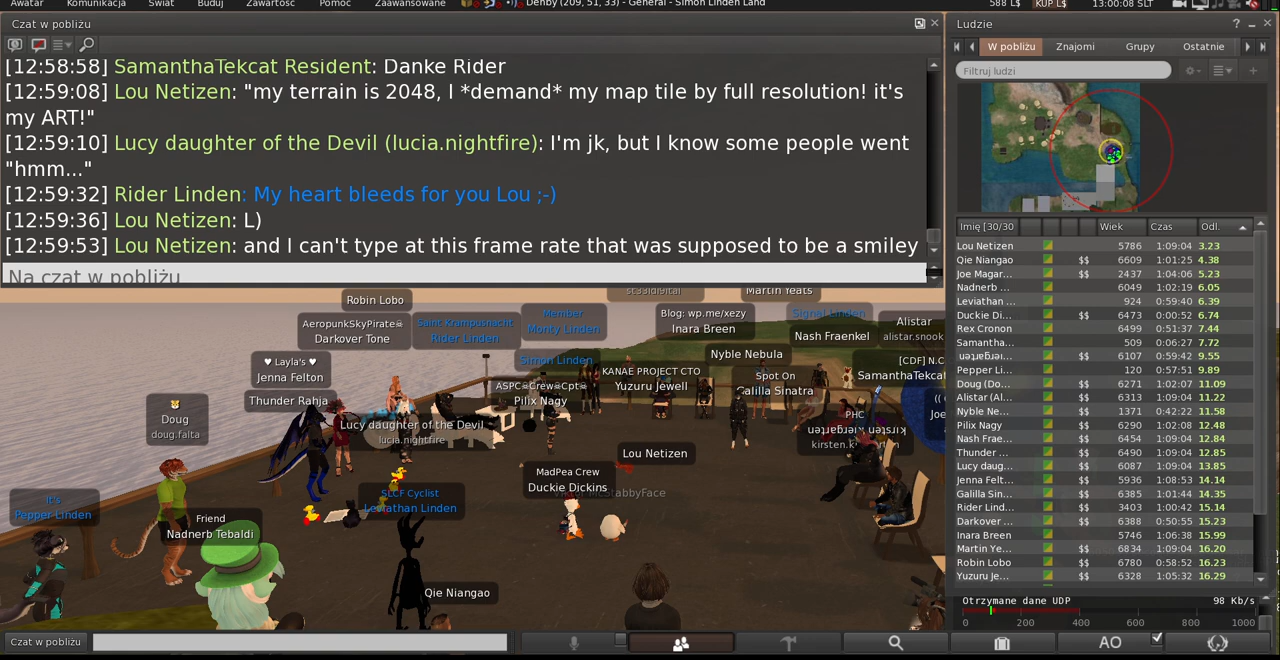 Awatar Komunikacja Świat Buduj Zawartość Pomoc Zaawansowane
Denby (209, 51, 33) - General - Simon Linden Land
588 L$ KUP L$ 13:00:08 SLT
Czat w pobliżu
[12:58:58] SamanthaTekcat Resident: Danke Rider
[12:59:08] Lou Netizen: "my terrain is 2048, I *demand* my map tile by full resolution! it's
my ART!"
[12:59:10] Lucy daughter of the Devil (lucia.nightfire): I'm jk, but I know some people went
"hmm..."
[12:59:32] Rider Linden: My heart bleeds for you Lou ;-)
[12:59:36] Lou Netizen: L)
[12:59:53] Lou Netizen: and I can't type at this frame rate that was supposed to be a smiley
Na czat w pobliżu
st33ld1g1tal
Martin Yeats
Robin Lobo
AeropunkSkyPirate☠
Darkover Tone
Saint Krampusnacht
Rider Linden
Member
Monty Linden
Blog: wp.me/xezy
Inara Breen
Signal Linden
Nash Fraenkel
Alistar
alistar.snook
♥ Layla's ♥
Jenna Felton
Simon Linden
Nyble Nebula
[CDF] N.C
SamanthaTekcat
KANAE PROJECT CTO
Yuzuru Jewell
Spot On
Galilla Sinatra
ASPC☠Crew☠Cpt☠
Pilix Nagy
Thunder Rahja
Doug
doug.falta
Lucy daughter of the Devil
lucia.nightfire
((
Joe
PHC
Lou Netizen
MadPea Crew
Duckie Dickins
McStabbyFace
SLCF Cyclist
Leviathan Linden
It's
Pepper Linden
Friend
Nadnerb Tebaldi
Qie Niangao
Czat w pobliżu
Ludzie
? _ ×
W pobliżu Znajomi Grupy Ostatnie
Filtruj ludzi
Imię [30/30 Wiek Czas Odl.
Lou Netizen 5786 1:09:04 3.23
Qie Niangao $$ 6609 1:01:25 4.38
Joe Magar... $$ 2437 1:04:06 5.23
Nadnerb ... 6049 1:02:19 6.05
Leviathan ... 924 0:59:40 6.39
Duckie Di... $$ 6473 0:00:52 6.74
Rex Cronon 6499 0:51:37 7.44
Samantha... 509 0:06:27 7.72
$$ 6107 0:59:42 9.55
Pepper Li... 120 0:57:51 9.89
Doug (Do... $$ 6271 1:02:07 11.09
Alistar (Al... $$ 6313 1:09:04 11.22
Nyble Ne... $$ 1371 0:42:22 11.58
Pilix Nagy $$ 6290 1:02:08 12.48
Nash Frae... $$ 6454 1:09:04 12.84
Thunder ... $$ 6490 1:09:04 12.85
Lucy daug... $$ 6087 1:09:04 13.85
Jenna Felt... $$ 5936 1:08:53 14.14
Galilla Sin... $$ 6385 1:01:44 14.35
Rider Lind... $$ 3403 1:00:42 15.14
Darkover ... $$ 6388 0:50:55 15.23
Inara Breen 5746 1:06:38 15.99
Martin Ye... $$ 6834 1:09:04 16.20
Robin Lobo $$ 6780 0:58:52 16.23
Yuzuru Je... $$ 6328 1:05:32 16.29
Otrzymane dane UDP 98 Kb/s
0 200 400 600 800 1000
AO